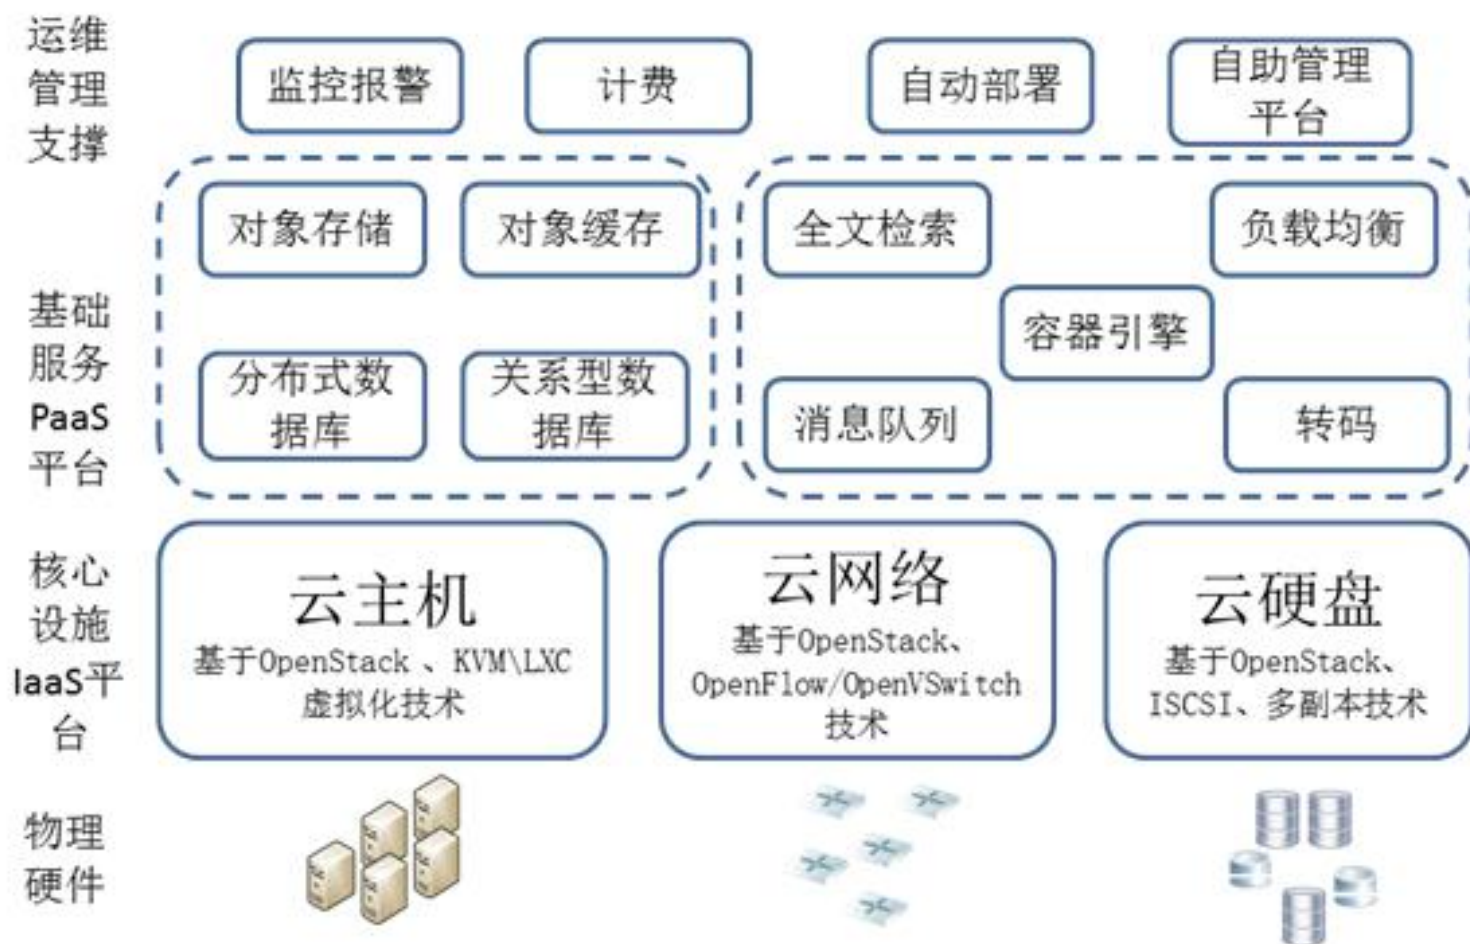 运维
管理
支撑
监控报警
计费
自动部署
自助管理
平台
基础
服务
PaaS
平台
对象存储
对象缓存
分布式数
据库
关系型数
据库
全文检索
负载均衡
容器引擎
消息队列
转码
核心
设施
IaaS平
台
云主机
基于OpenStack 、KVM\LXC
虚拟化技术
云网络
基于OpenStack、
OpenFlow/OpenVSwitch
技术
云硬盘
基于OpenStack、
ISCSI、多副本技术
物理
硬件